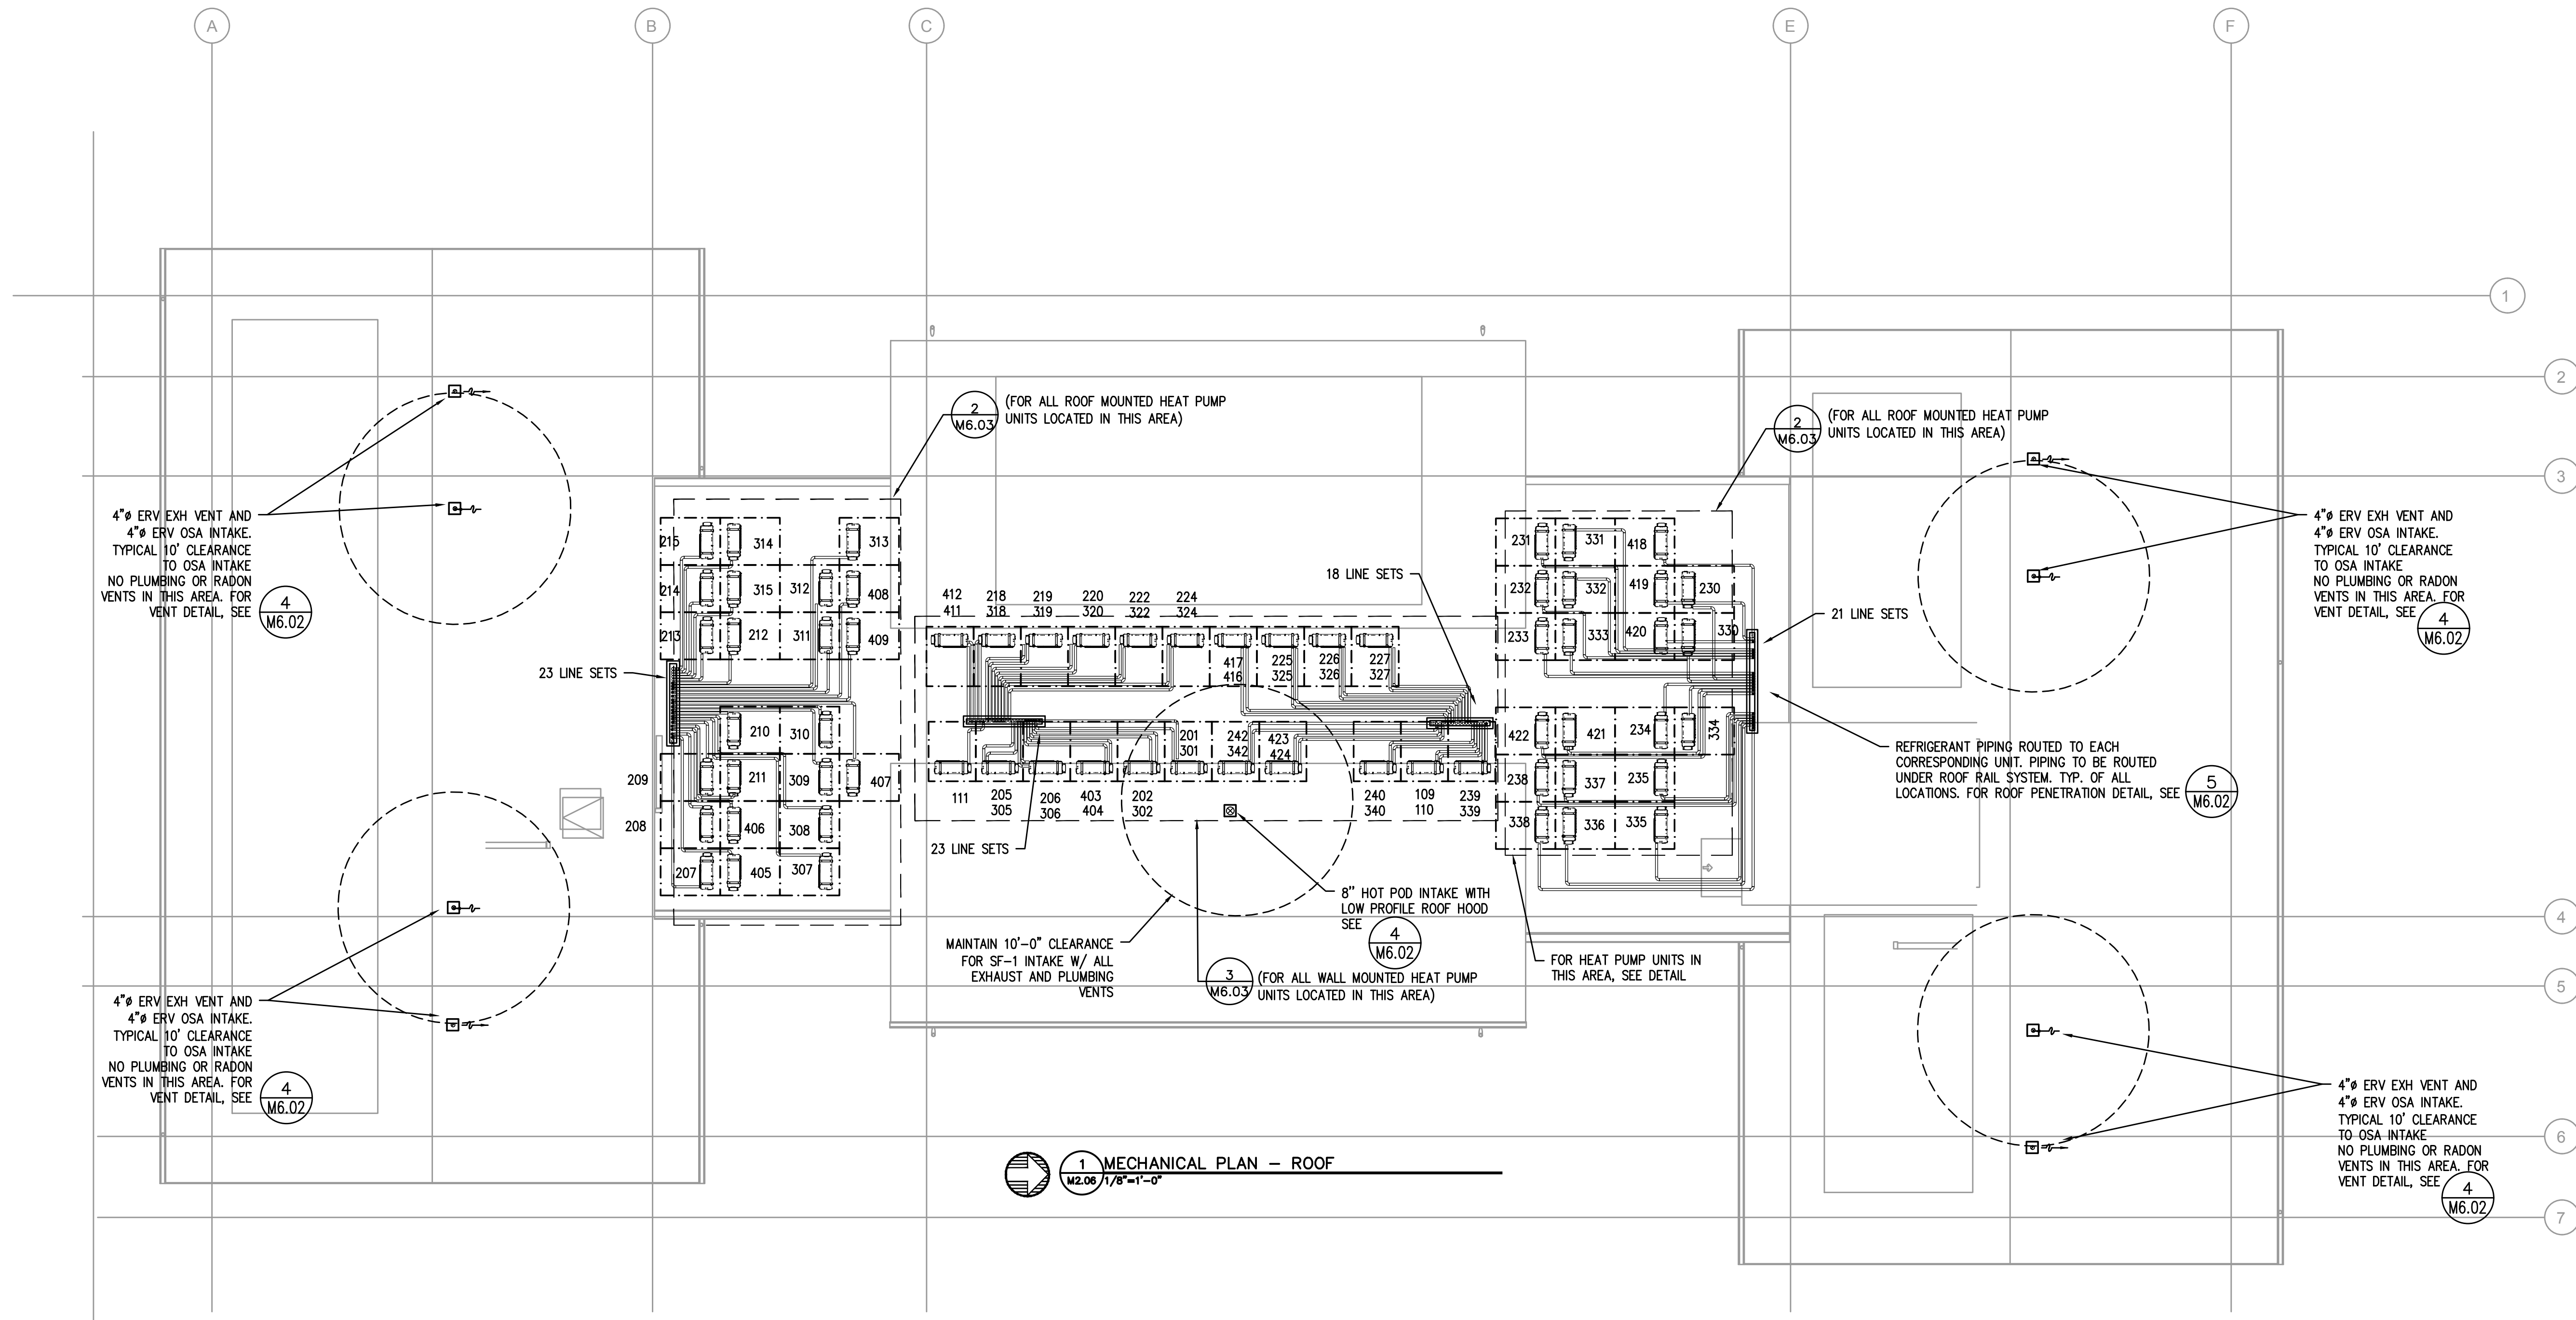 A
B
C
E
F
1
2
3
4
5
6
7
2
M6.03
(FOR ALL ROOF MOUNTED HEAT PUMP
UNITS LOCATED IN THIS AREA)
2
M6.03
(FOR ALL ROOF MOUNTED HEAT PUMP
UNITS LOCATED IN THIS AREA)
4"ø ERV EXH VENT AND
4"ø ERV OSA INTAKE.
TYPICAL 10' CLEARANCE
TO OSA INTAKE
NO PLUMBING OR RADON
VENTS IN THIS AREA. FOR
VENT DETAIL, SEE
4
M6.02
4"ø ERV EXH VENT AND
4"ø ERV OSA INTAKE.
TYPICAL 10' CLEARANCE
TO OSA INTAKE
NO PLUMBING OR RADON
VENTS IN THIS AREA. FOR
VENT DETAIL, SEE
4
M6.02
215
314
313
214
315
312
408
213
212
311
409
23 LINE SETS
210
310
209
211
309
407
208
406
308
207
405
307
412 218 219 220 222 224
411 318 319 320 322 324
18 LINE SETS
417 225 226 227
416 325 326 327
201 242 423
301 342 424
111
205
305
206
306
403
404
202
302
240
340
109
110
239
339
23 LINE SETS
231
331
418
232
332
419
230
233
333
420
330
21 LINE SETS
422
421
234
334
238
337
235
338
336
335
REFRIGERANT PIPING ROUTED TO EACH
CORRESPONDING UNIT. PIPING TO BE ROUTED
UNDER ROOF RAIL SYSTEM. TYP. OF ALL
LOCATIONS. FOR ROOF PENETRATION DETAIL, SEE
5
M6.02
8" HOT POD INTAKE WITH
LOW PROFILE ROOF HOOD
SEE
4
M6.02
MAINTAIN 10'-0" CLEARANCE
FOR SF-1 INTAKE W/ ALL
EXHAUST AND PLUMBING
VENTS
3
M6.03
(FOR ALL WALL MOUNTED HEAT PUMP
UNITS LOCATED IN THIS AREA)
FOR HEAT PUMP UNITS IN
THIS AREA, SEE DETAIL
4"ø ERV EXH VENT AND
4"ø ERV OSA INTAKE.
TYPICAL 10' CLEARANCE
TO OSA INTAKE
NO PLUMBING OR RADON
VENTS IN THIS AREA. FOR
VENT DETAIL, SEE
4
M6.02
4"ø ERV EXH VENT AND
4"ø ERV OSA INTAKE.
TYPICAL 10' CLEARANCE
TO OSA INTAKE
NO PLUMBING OR RADON
VENTS IN THIS AREA. FOR
VENT DETAIL, SEE
4
M6.02
1
M2.06
MECHANICAL PLAN – ROOF
1/8"=1'-0"